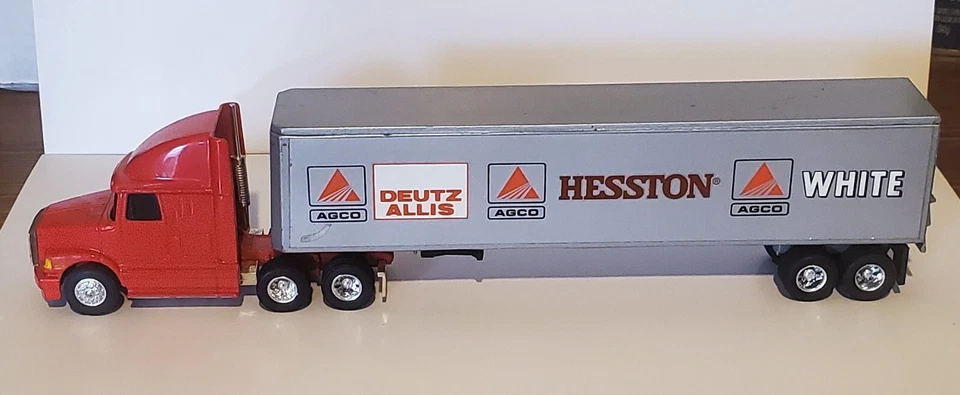 AGCO
DEUTZ
ALLIS
AGCO
HESSTON®
AGCO
WHITE